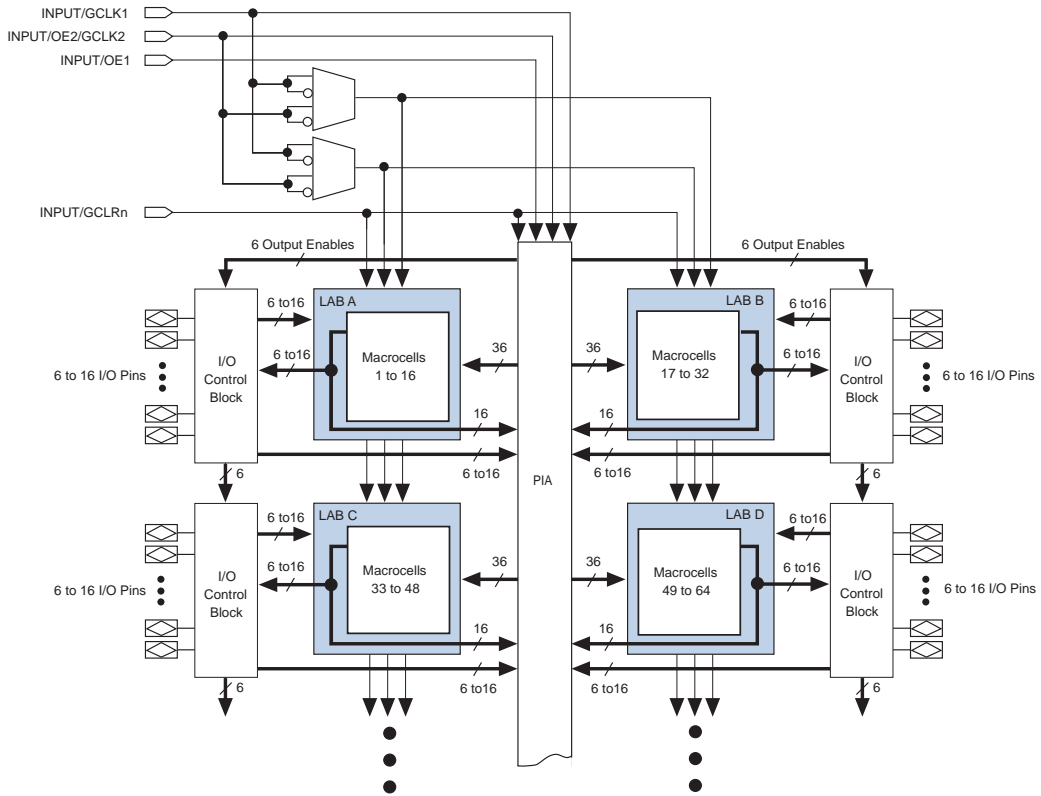 INPUT/GCLK1
INPUT/OE2/GCLK2
INPUT/OE1
INPUT/GCLRn
6 Output Enables
6 Output Enables
6 to16
LAB A
LAB B
6 to16
6 to 16 I/O Pins
I/O
Control
Block
6 to16
Macrocells
1 to 16
36
36
Macrocells
17 to 32
6 to16
I/O
Control
Block
6 to 16 I/O Pins
16
16
6 to16
6 to16
6
PIA
6
6 to16
LAB C
LAB D
6 to16
6 to 16 I/O Pins
I/O
Control
Block
6 to16
Macrocells
33 to 48
36
36
Macrocells
49 to 64
6 to16
I/O
Control
Block
6 to 16 I/O Pins
16
16
6 to16
6 to16
6
6